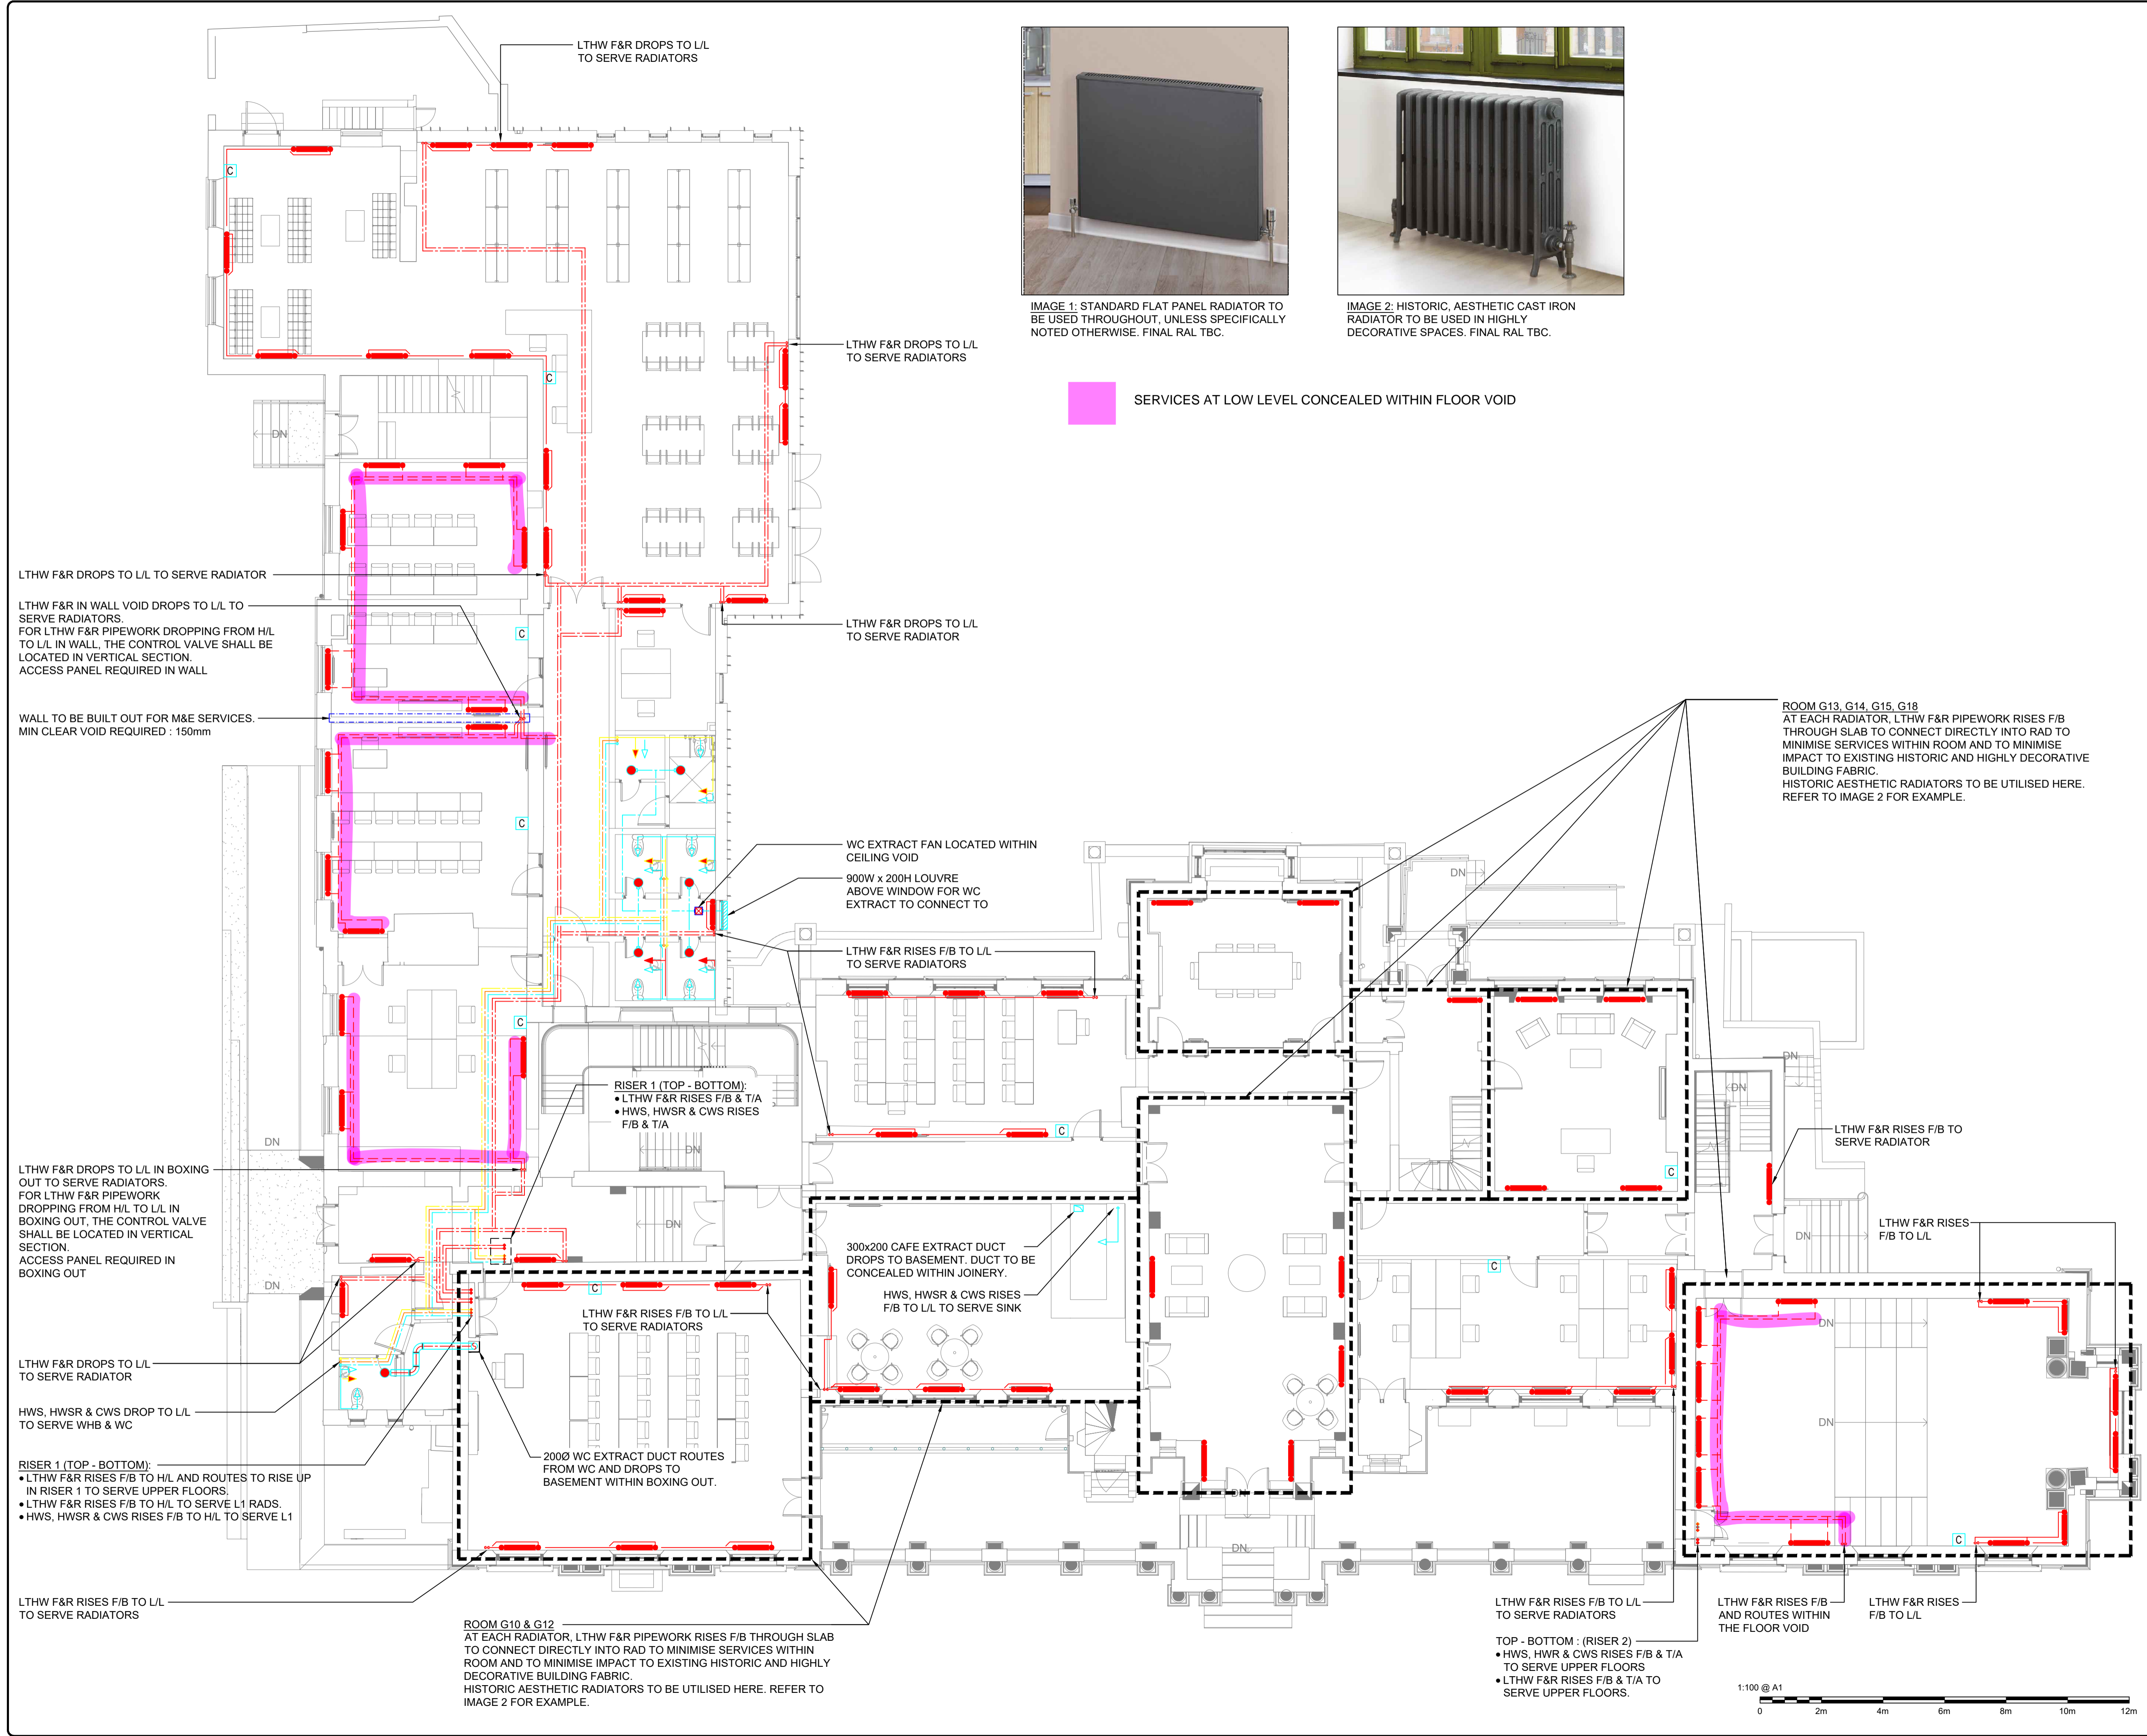 LTHW F&R DROPS TO L/L
TO SERVE RADIATORS
IMAGE 1: STANDARD FLAT PANEL RADIATOR TO
BE USED THROUGHOUT, UNLESS SPECIFICALLY
NOTED OTHERWISE. FINAL RAL TBC.
IMAGE 2: HISTORIC, AESTHETIC CAST IRON
RADIATOR TO BE USED IN HIGHLY
DECORATIVE SPACES. FINAL RAL TBC.
SERVICES AT LOW LEVEL CONCEALED WITHIN FLOOR VOID
C
LTHW F&R DROPS TO L/L
TO SERVE RADIATORS
C
DN
LTHW F&R DROPS TO L/L TO SERVE RADIATOR
LTHW F&R IN WALL VOID DROPS TO L/L TO
SERVE RADIATORS.
FOR LTHW F&R PIPEWORK DROPPING FROM H/L
TO L/L IN WALL, THE CONTROL VALVE SHALL BE
LOCATED IN VERTICAL SECTION.
ACCESS PANEL REQUIRED IN WALL
C
LTHW F&R DROPS TO L/L
TO SERVE RADIATOR
WALL TO BE BUILT OUT FOR M&E SERVICES.
MIN CLEAR VOID REQUIRED : 150mm
ROOM G13, G14, G15, G18
AT EACH RADIATOR, LTHW F&R PIPEWORK RISES F/B
THROUGH SLAB TO CONNECT DIRECTLY INTO RAD TO
MINIMISE SERVICES WITHIN ROOM AND TO MINIMISE
IMPACT TO EXISTING HISTORIC AND HIGHLY DECORATIVE
BUILDING FABRIC.
HISTORIC AESTHETIC RADIATORS TO BE UTILISED HERE.
REFER TO IMAGE 2 FOR EXAMPLE.
C
WC EXTRACT FAN LOCATED WITHIN
CEILING VOID
900W x 200H LOUVRE
ABOVE WINDOW FOR WC
EXTRACT TO CONNECT TO
DN
LTHW F&R RISES F/B TO L/L
TO SERVE RADIATORS
C
RISER 1 (TOP - BOTTOM):
• LTHW F&R RISES F/B & T/A
• HWS, HWSR & CWS RISES
F/B & T/A
DN
DN
DN
C
LTHW F&R RISES F/B TO
SERVE RADIATOR
DN
DN
C
LTHW F&R DROPS TO L/L IN BOXING
OUT TO SERVE RADIATORS.
FOR LTHW F&R PIPEWORK
DROPPING FROM H/L TO L/L IN
BOXING OUT, THE CONTROL VALVE
SHALL BE LOCATED IN VERTICAL
SECTION.
ACCESS PANEL REQUIRED IN
BOXING OUT
DN
DN
LTHW F&R RISES
F/B TO L/L
DN
300x200 CAFE EXTRACT DUCT
DROPS TO BASEMENT. DUCT TO BE
CONCEALED WITHIN JOINERY.
HWS, HWSR & CWS RISES
F/B TO L/L TO SERVE SINK
C
C
LTHW F&R RISES F/B TO L/L
TO SERVE RADIATORS
DN
LTHW F&R DROPS TO L/L
TO SERVE RADIATOR
HWS, HWSR & CWS DROP TO L/L
TO SERVE WHB & WC
DN
200Ø WC EXTRACT DUCT ROUTES
FROM WC AND DROPS TO
BASEMENT WITHIN BOXING OUT.
RISER 1 (TOP - BOTTOM):
• LTHW F&R RISES F/B TO H/L AND ROUTES TO RISE UP
IN RISER 1 TO SERVE UPPER FLOORS.
• LTHW F&R RISES F/B TO H/L TO SERVE L1 RADS.
• HWS, HWSR & CWS RISES F/B TO H/L TO SERVE L1
DN
C
DN
LTHW F&R RISES F/B TO L/L
TO SERVE RADIATORS
LTHW F&R RISES F/B TO L/L
TO SERVE RADIATORS
LTHW F&R RISES F/B
AND ROUTES WITHIN
THE FLOOR VOID
LTHW F&R RISES
F/B TO L/L
ROOM G10 & G12
AT EACH RADIATOR, LTHW F&R PIPEWORK RISES F/B THROUGH SLAB
TO CONNECT DIRECTLY INTO RAD TO MINIMISE SERVICES WITHIN
ROOM AND TO MINIMISE IMPACT TO EXISTING HISTORIC AND HIGHLY
DECORATIVE BUILDING FABRIC.
HISTORIC AESTHETIC RADIATORS TO BE UTILISED HERE. REFER TO
IMAGE 2 FOR EXAMPLE.
TOP - BOTTOM : (RISER 2)
• HWS, HWR & CWS RISES F/B & T/A
TO SERVE UPPER FLOORS
• LTHW F&R RISES F/B & T/A TO
SERVE UPPER FLOORS.
1:100 @ A1
0 2m 4m 6m 8m 10m 12m